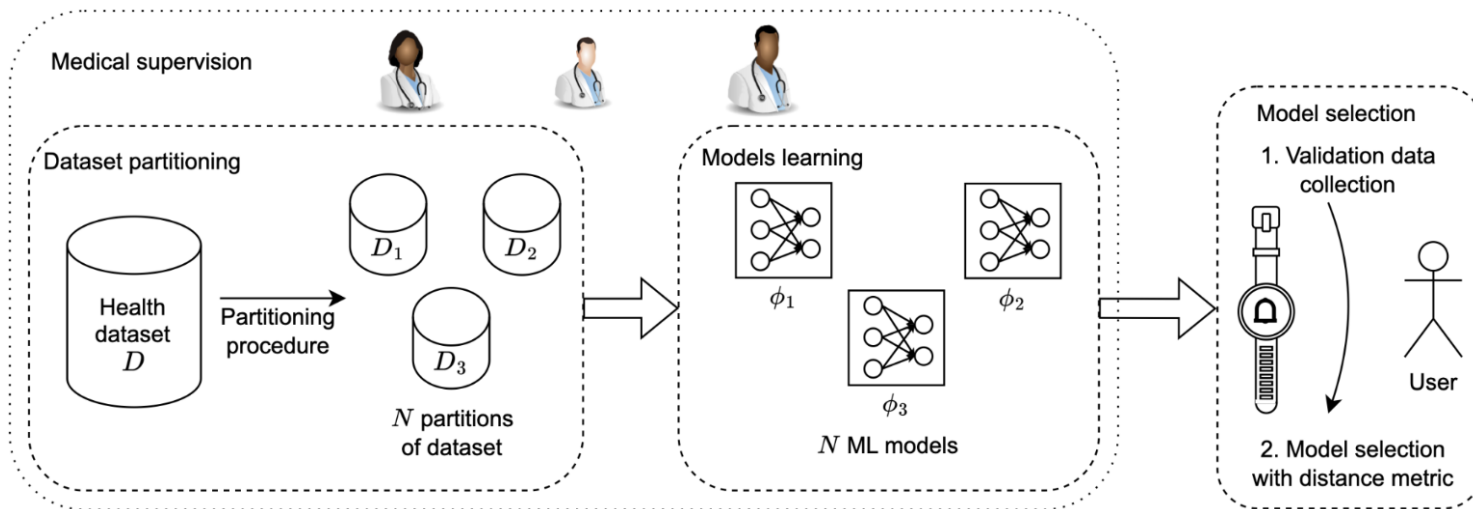 Medical supervision
Dataset partitioning
Health
dataset
D
Partitioning
procedure
D₁
D₂
D₃
N partitions
of dataset
Models learning
ϕ₁
ϕ₂
ϕ₃
N ML models
Model selection
1. Validation data
collection
User
2. Model selection
with distance metric